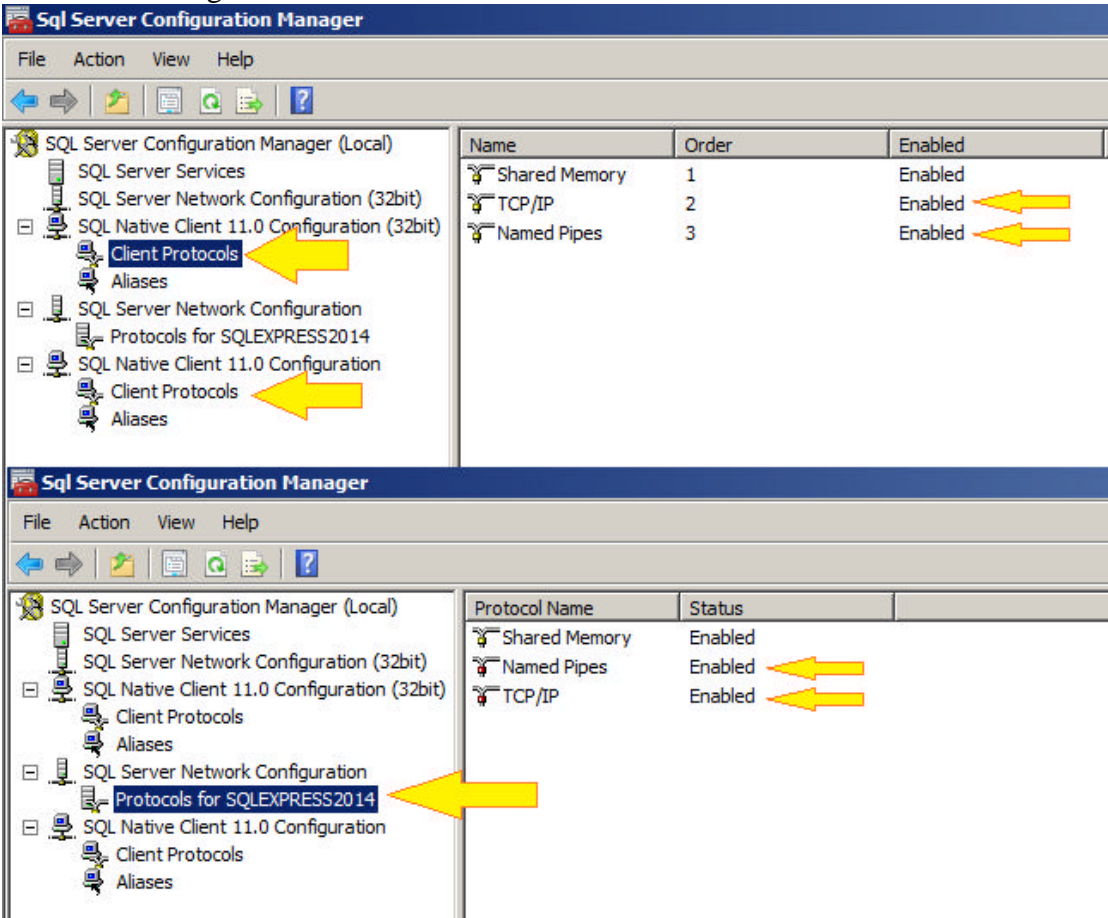 Sql Server Configuration Manager
File Action View Help
SQL Server Configuration Manager (Local)
SQL Server Services
SQL Server Network Configuration (32bit)
SQL Native Client 11.0 Configuration (32bit)
Client Protocols
Aliases
SQL Server Network Configuration
Protocols for SQLEXPRESS2014
SQL Native Client 11.0 Configuration
Client Protocols
Aliases
Name Order Enabled
Shared Memory 1 Enabled
TCP/IP 2 Enabled
Named Pipes 3 Enabled
Sql Server Configuration Manager
File Action View Help
SQL Server Configuration Manager (Local)
SQL Server Services
SQL Server Network Configuration (32bit)
SQL Native Client 11.0 Configuration (32bit)
Client Protocols
Aliases
SQL Server Network Configuration
Protocols for SQLEXPRESS2014
SQL Native Client 11.0 Configuration
Client Protocols
Aliases
Protocol Name Status
Shared Memory Enabled
Named Pipes Enabled
TCP/IP Enabled